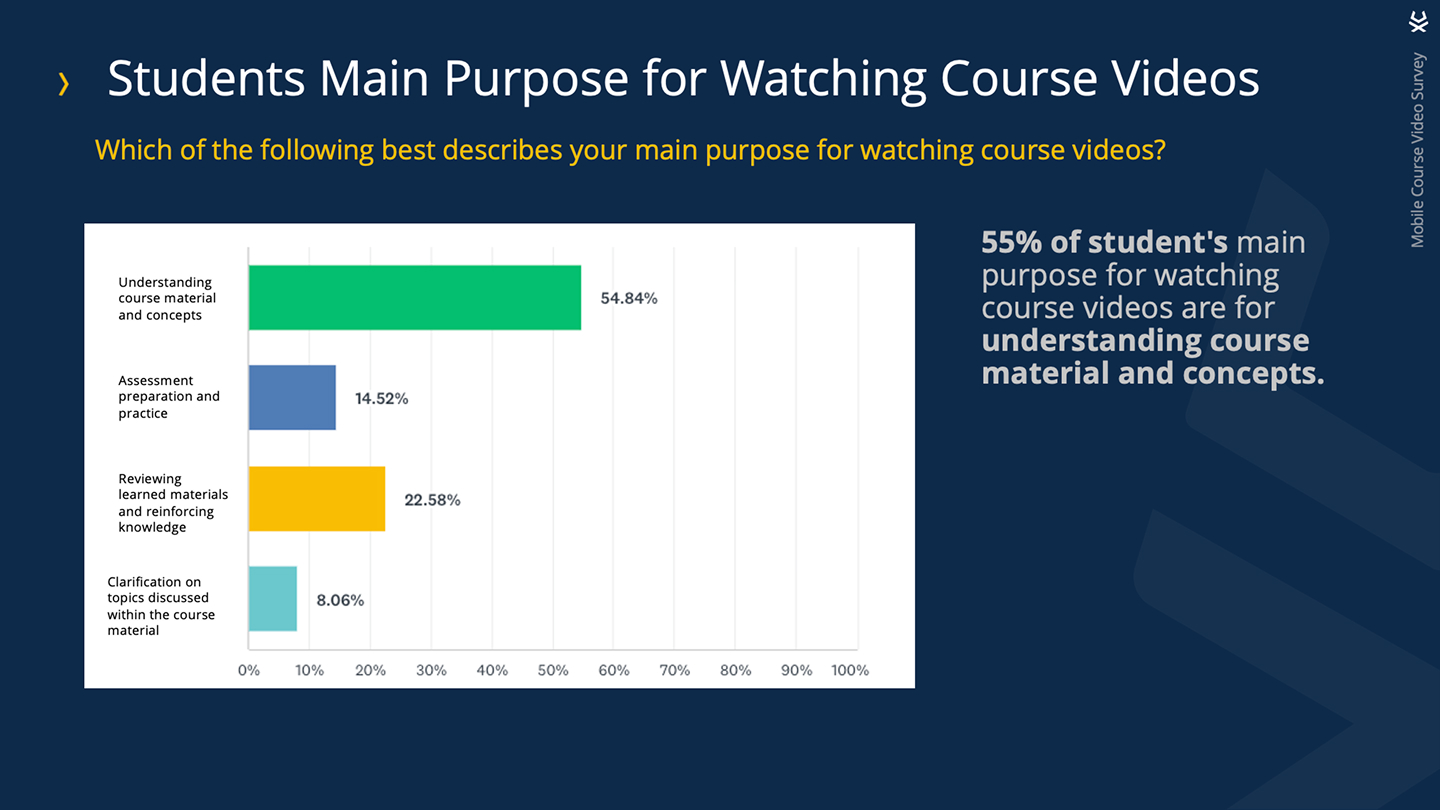 Students Main Purpose for Watching Course Videos
Which of the following best describes your main purpose for watching course videos?
Understanding
course material
and concepts
54.84%
Assessment
preparation and
practice
14.52%
Reviewing
learned materials
and reinforcing
knowledge
22.58%
Clarification on
topics discussed
within the course
material
8.06%
0% 10% 20% 30% 40% 50% 60% 70% 80% 90% 100%
55% of student's main
purpose for watching
course videos are for
understanding course
material and concepts.
Mobile Course Video Survey